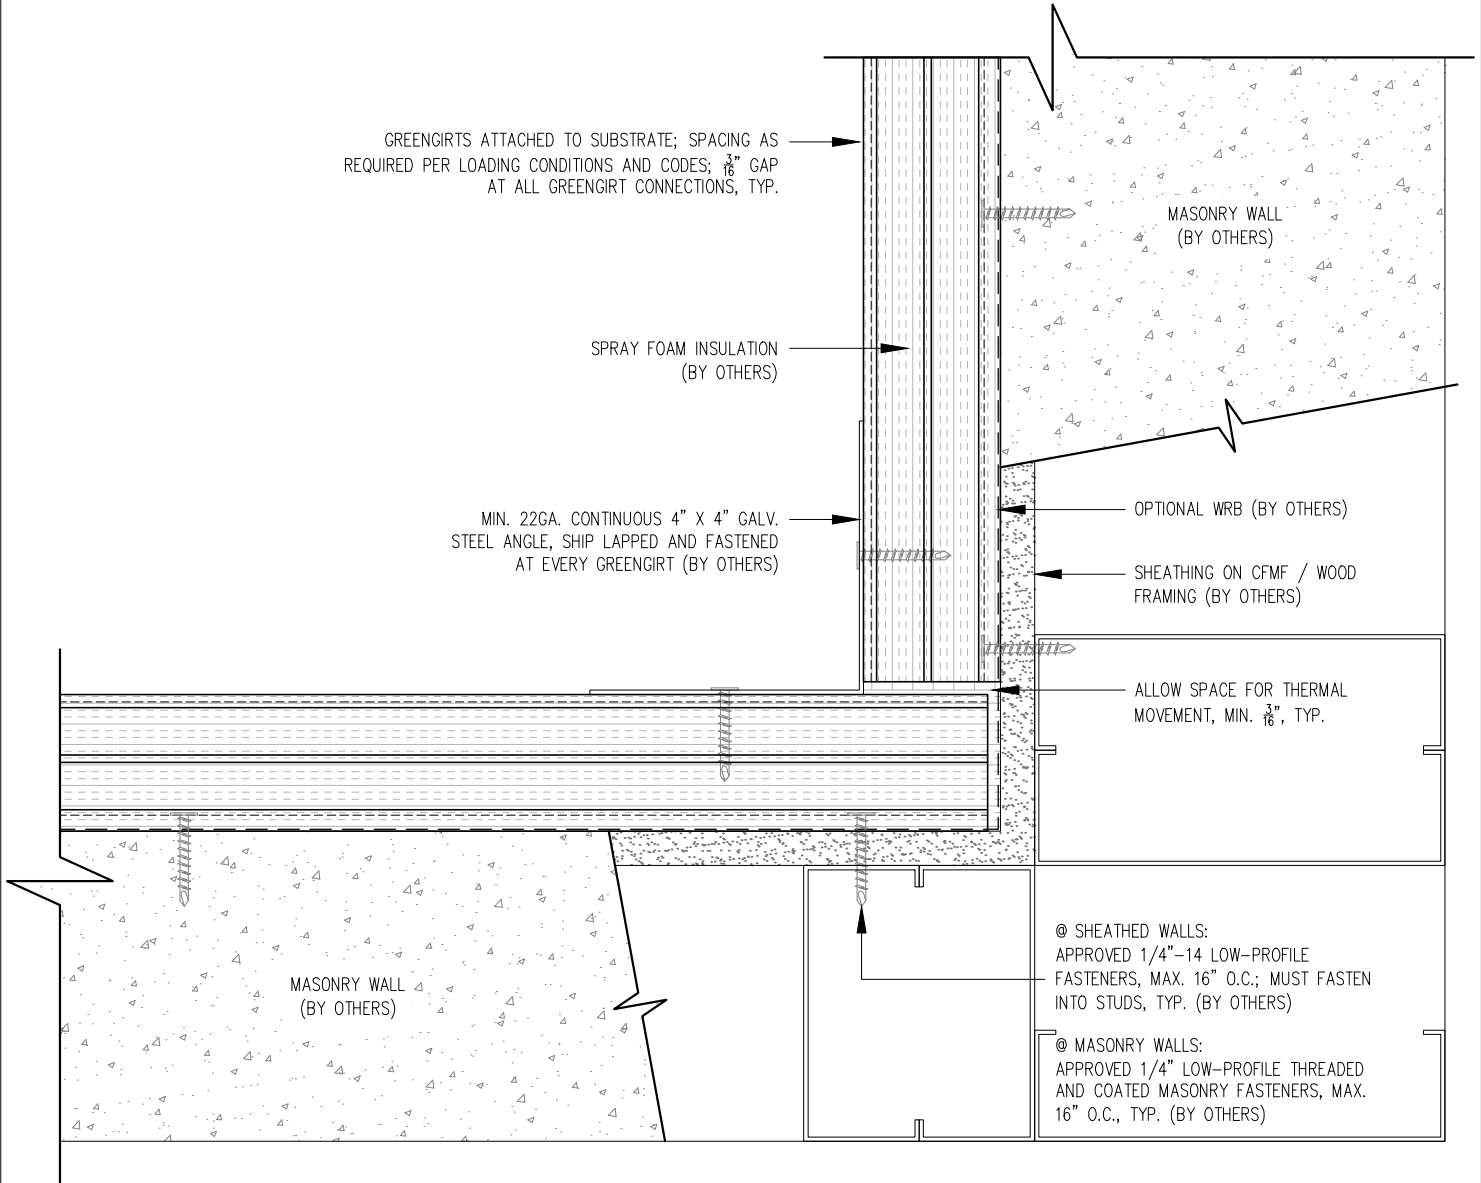 GREENGIRTS ATTACHED TO SUBSTRATE; SPACING AS
REQUIRED PER LOADING CONDITIONS AND CODES; 3/16" GAP
AT ALL GREENGIRT CONNECTIONS, TYP.
MASONRY WALL
(BY OTHERS)
SPRAY FOAM INSULATION
(BY OTHERS)
MIN. 22GA. CONTINUOUS 4" X 4" GALV.
STEEL ANGLE, SHIP LAPPED AND FASTENED
AT EVERY GREENGIRT (BY OTHERS)
OPTIONAL WRB (BY OTHERS)
SHEATHING ON CFMF / WOOD
FRAMING (BY OTHERS)
ALLOW SPACE FOR THERMAL
MOVEMENT, MIN. 3/16", TYP.
MASONRY WALL
(BY OTHERS)
@ SHEATHED WALLS:
APPROVED 1/4"-14 LOW-PROFILE
FASTENERS, MAX. 16" O.C.; MUST FASTEN
INTO STUDS, TYP. (BY OTHERS)
@ MASONRY WALLS:
APPROVED 1/4" LOW-PROFILE THREADED
AND COATED MASONRY FASTENERS, MAX.
16" O.C., TYP. (BY OTHERS)